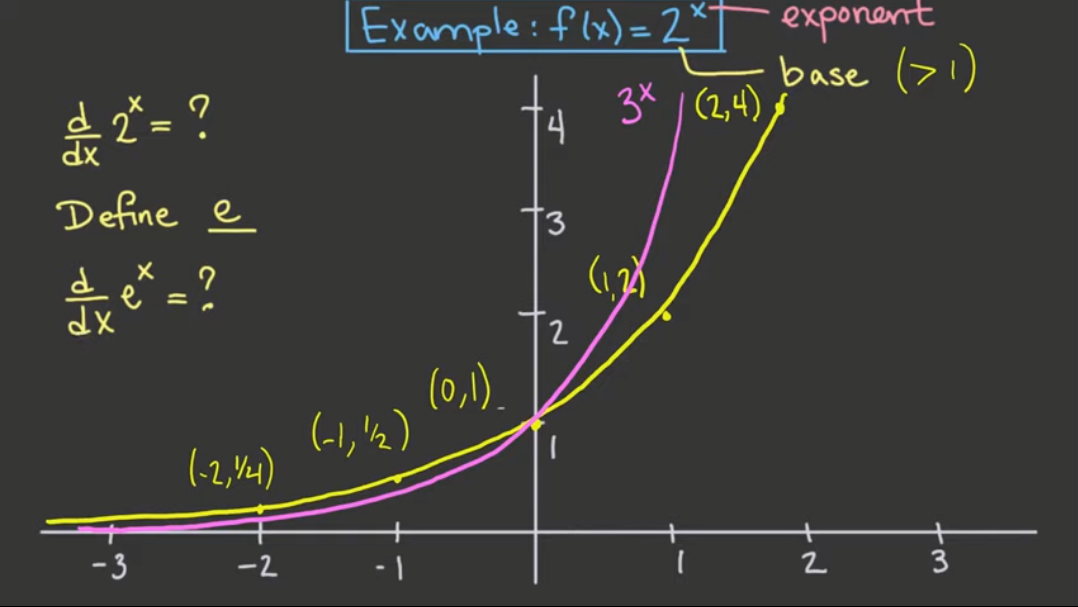 Example: f(x) = 2^x exponent
base (>1)
3^x (2,4)
d/dx 2^x = ?
Define e
d/dx e^x = ?
4
3
(1,2)
2
(0,1)
(-1, 1/2)
1
(-2, 1/4)
-3 -2 -1 1 2 3